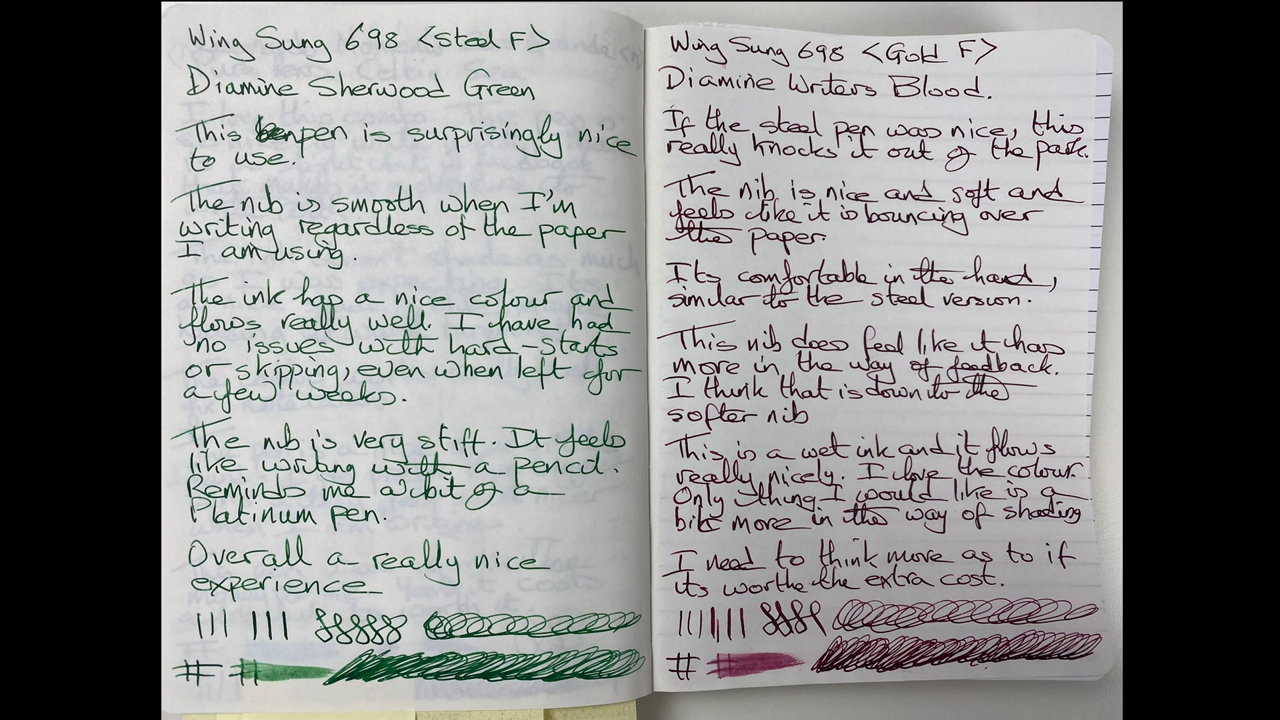 Wing Sung 698 <Steel F>
Diamine Sherwood Green
This pen is surprisingly nice
to use.
The nib is smooth when I'm
writing regardless of the paper
I am using.
The ink has a nice colour and
flows really well. I have had
no issues with hard-starts
or skipping, even when left for
a few weeks.
The nib is very stiff. It feels
like writing with a pencil.
Reminds me a bit of a
Platinum pen.
Overall a really nice
experience
Wing Sung 698 <Gold F>
Diamine Writers Blood.
If the steel pen was nice, this
really knocks it out of the park.
The nib is nice and soft and
feels like it is bouncing over
the paper.
Its comfortable in the hand,
similar to the steel version.
This nib does feel like it has
more in the way of feedback.
I think that is down to the
softer nib
This is a wet ink and it flows
really nicely. I love the colour.
Only thing I would like is a
bit more in the way of shading
I need to think more as to if
its worthe the extra cost.